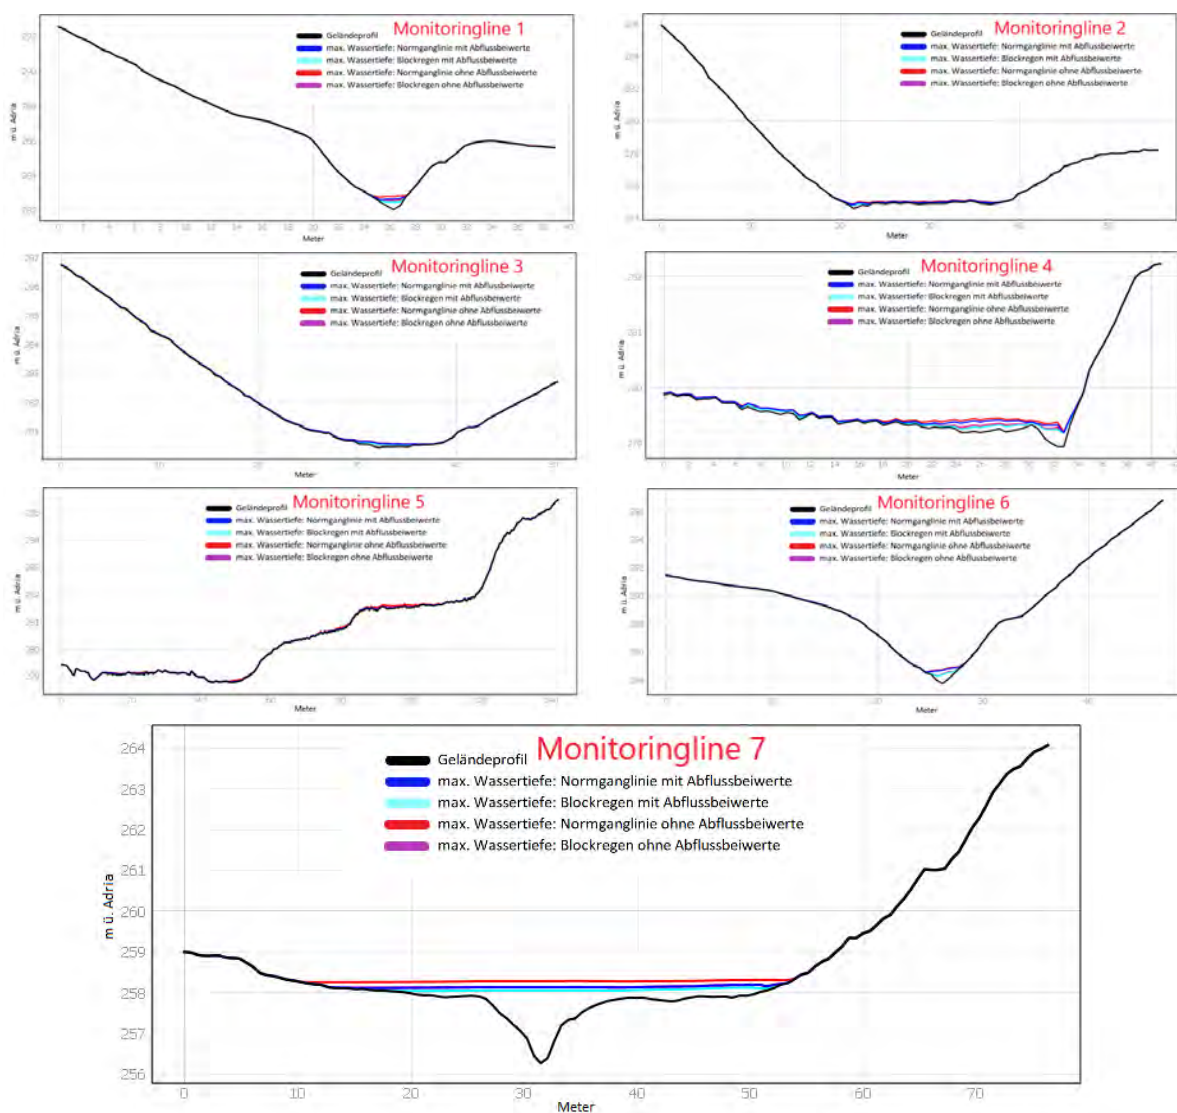 Monitoringline 1
Geländeprofil
max. Wassertiefe: Normganglinie mit Abflussbeiwerte
max. Wassertiefe: Blockregen mit Abflussbeiwerte
max. Wassertiefe: Normganglinie ohne Abflussbeiwerte
max. Wassertiefe: Blockregen ohne Abflussbeiwerte
m ü. Adria
Meter
Monitoringline 2
Geländeprofil
max. Wassertiefe: Normganglinie mit Abflussbeiwerte
max. Wassertiefe: Blockregen mit Abflussbeiwerte
max. Wassertiefe: Normganglinie ohne Abflussbeiwerte
max. Wassertiefe: Blockregen ohne Abflussbeiwerte
m ü. Adria
Meter
Monitoringline 3
Geländeprofil
max. Wassertiefe: Normganglinie mit Abflussbeiwerte
max. Wassertiefe: Blockregen mit Abflussbeiwerte
max. Wassertiefe: Normganglinie ohne Abflussbeiwerte
max. Wassertiefe: Blockregen ohne Abflussbeiwerte
m ü. Adria
Meter
Monitoringline 4
Geländeprofil
max. Wassertiefe: Normganglinie mit Abflussbeiwerte
max. Wassertiefe: Blockregen mit Abflussbeiwerte
max. Wassertiefe: Normganglinie ohne Abflussbeiwerte
max. Wassertiefe: Blockregen ohne Abflussbeiwerte
m ü. Adria
Meter
Monitoringline 5
Geländeprofil
max. Wassertiefe: Normganglinie mit Abflussbeiwerte
max. Wassertiefe: Blockregen mit Abflussbeiwerte
max. Wassertiefe: Normganglinie ohne Abflussbeiwerte
max. Wassertiefe: Blockregen ohne Abflussbeiwerte
m ü. Adria
Meter
Monitoringline 6
Geländeprofil
max. Wassertiefe: Normganglinie mit Abflussbeiwerte
max. Wassertiefe: Blockregen mit Abflussbeiwerte
max. Wassertiefe: Normganglinie ohne Abflussbeiwerte
max. Wassertiefe: Blockregen ohne Abflussbeiwerte
m ü. Adria
Meter
Monitoringline 7
Geländeprofil
max. Wassertiefe: Normganglinie mit Abflussbeiwerte
max. Wassertiefe: Blockregen mit Abflussbeiwerte
max. Wassertiefe: Normganglinie ohne Abflussbeiwerte
max. Wassertiefe: Blockregen ohne Abflussbeiwerte
m ü. Adria
264
263
262
261
260
259
258
257
256
0 10 20 30 40 50 60 70
Meter